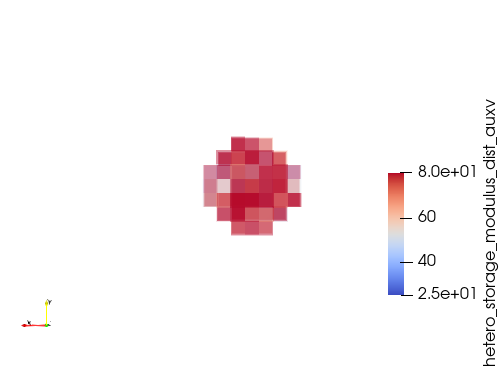 8.0e+01
60
40
2.5e+01
hetero_storage_modulus_dist_auxv
Y
X